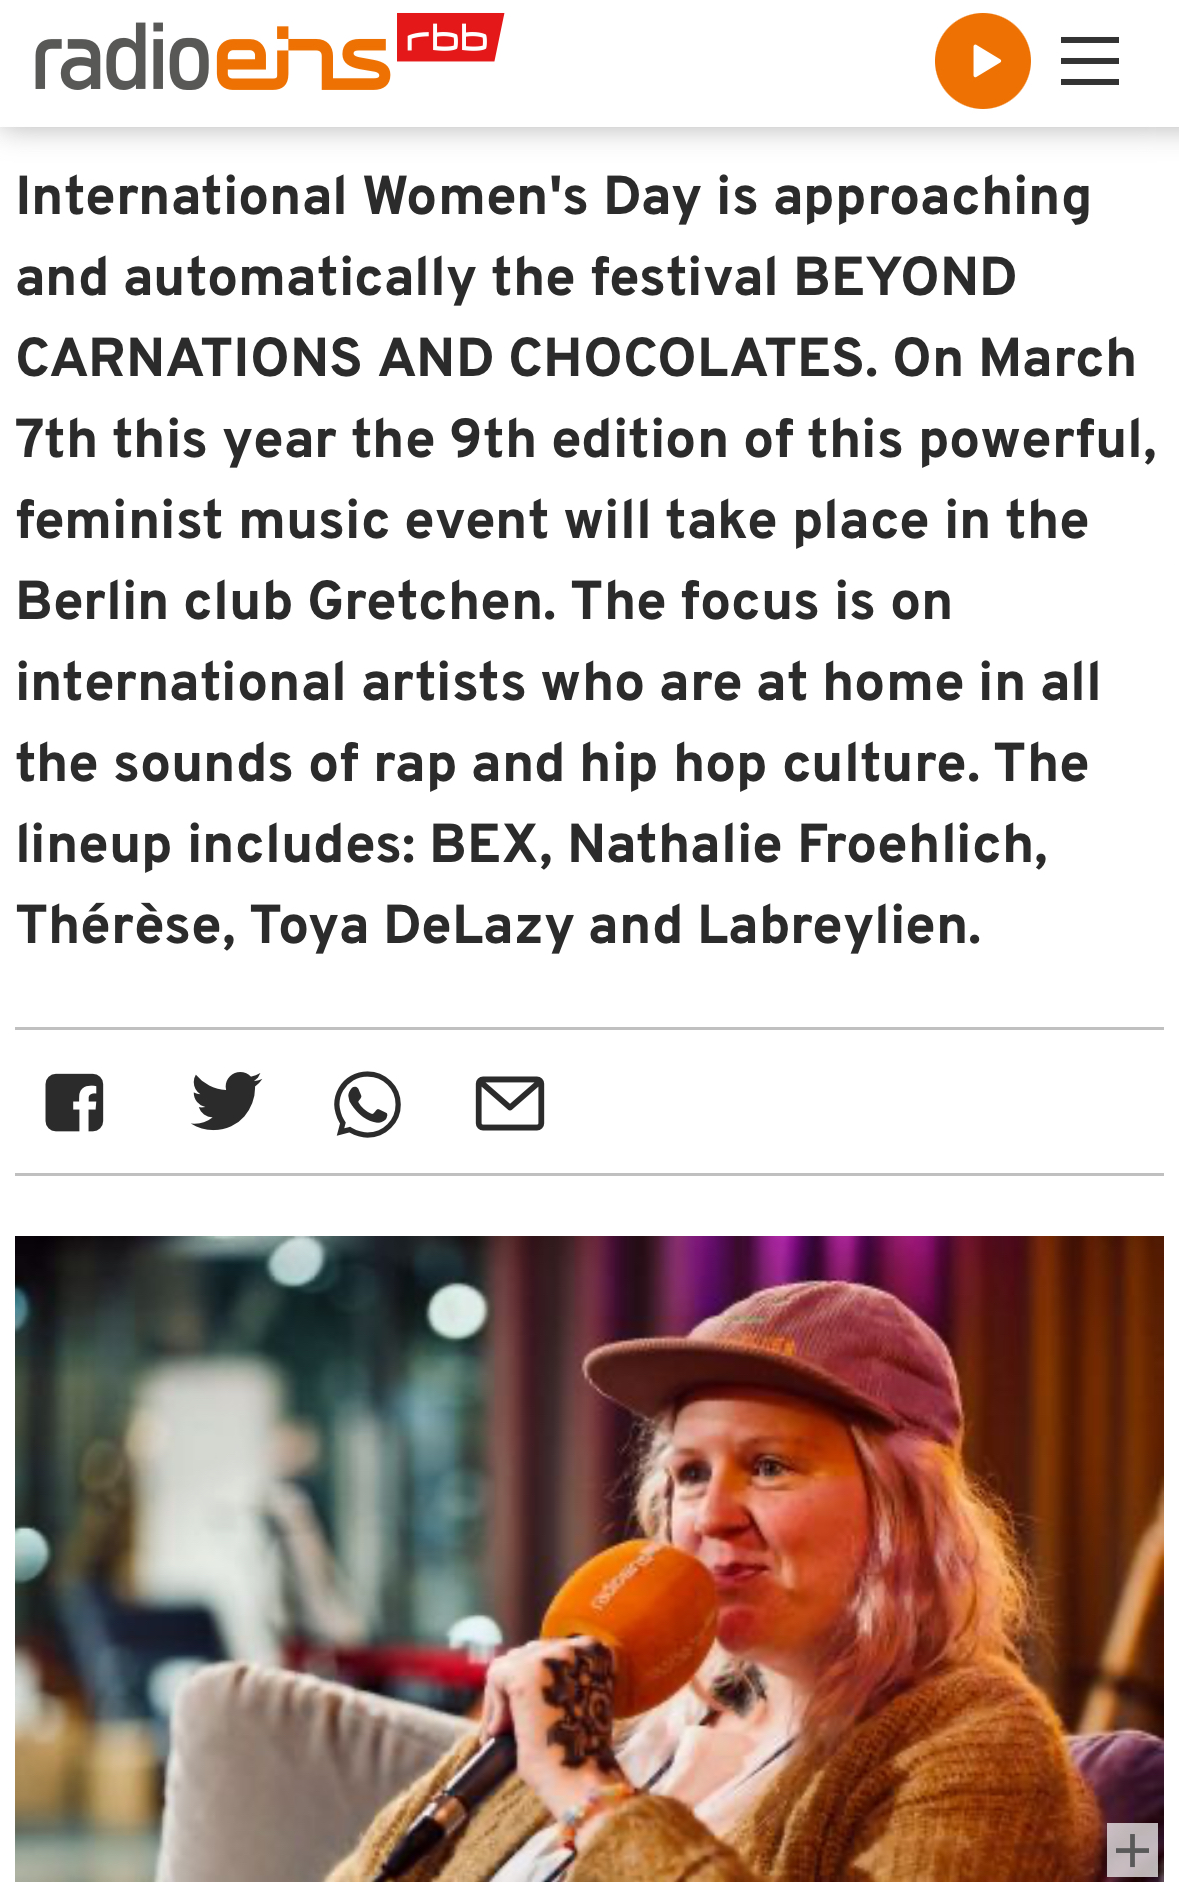 radioeins rbb
International Women's Day is approaching
and automatically the festival BEYOND
CARNATIONS AND CHOCOLATES. On March
7th this year the 9th edition of this powerful,
feminist music event will take place in the
Berlin club Gretchen. The focus is on
international artists who are at home in all
the sounds of rap and hip hop culture. The
lineup includes: BEX, Nathalie Froehlich,
Thérèse, Toya DeLazy and Labreylien.
radioeins